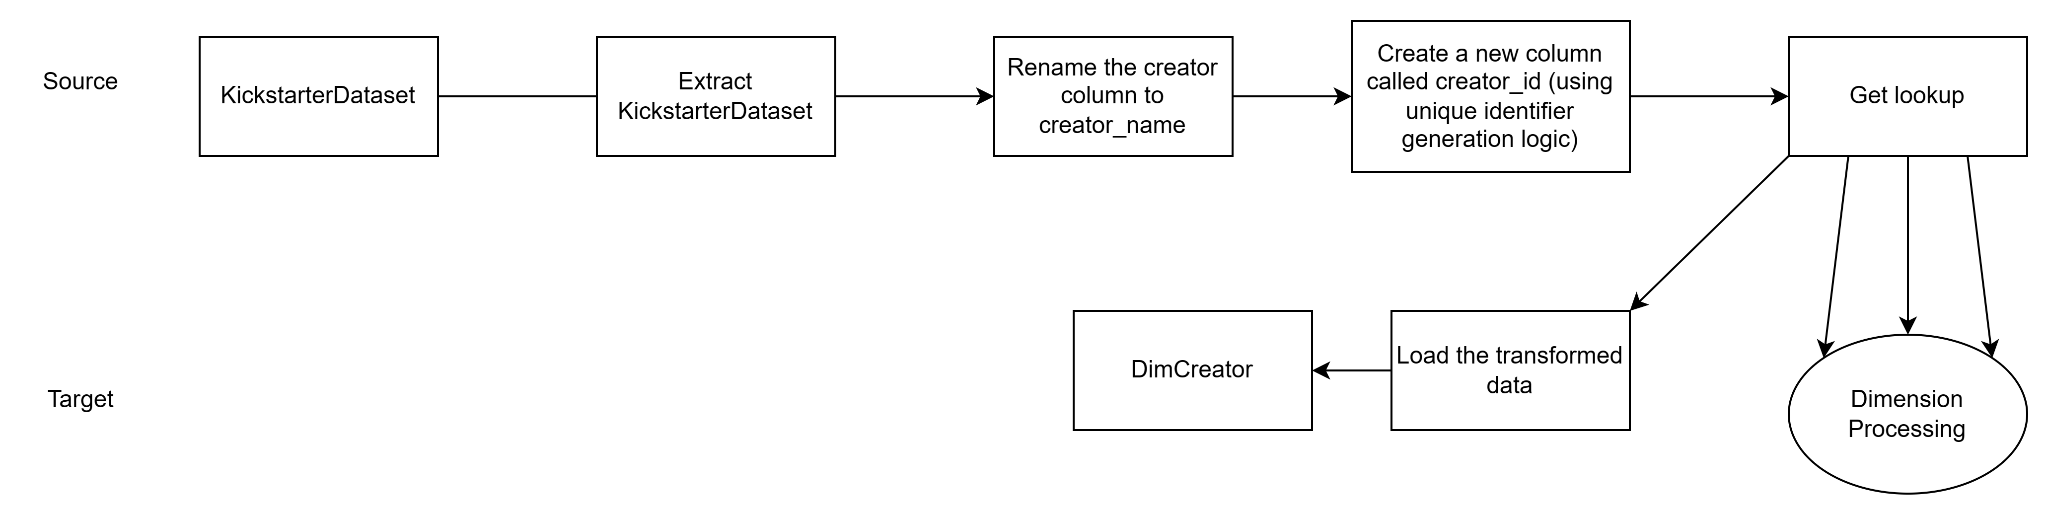 Source
KickstarterDataset
Extract
KickstarterDataset
Rename the creator
column to
creator_name
Create a new column
called creator_id (using
unique identifier
generation logic)
Get lookup
Target
DimCreator
Load the transformed
data
Dimension
Processing